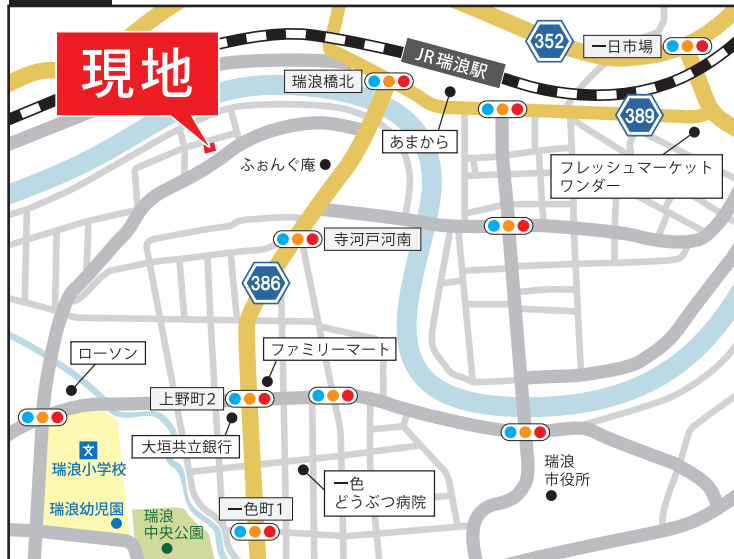 現地
352
一日市場
JR瑞浪駅
瑞浪橋北
389
あまから
フレッシュマーケット
ワンダー
ふぉんぐ庵
寺河戸河南
386
ローソン
ファミリーマート
上野町2
大垣共立銀行
文
瑞浪小学校
瑞浪幼児園
瑞浪
中央公園
一色町1
一色
どうぶつ病院
瑞浪
市役所